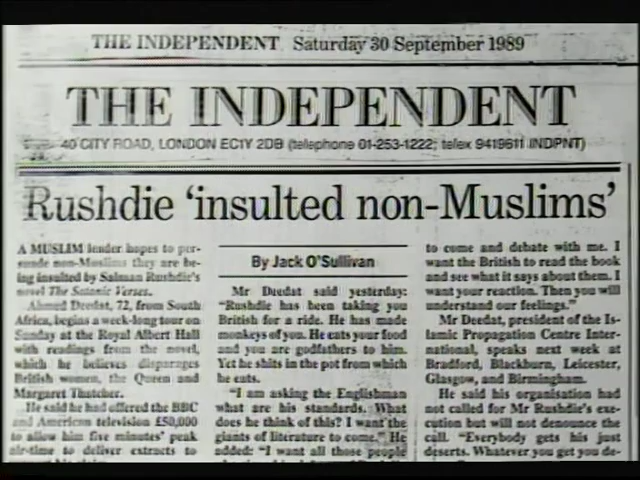 THE INDEPENDENT Saturday 30 September 1989
THE INDEPENDENT
40 CITY ROAD, LONDON EC1Y 2DB (telephone 01-253-1222; telex 9419611 INDPNT)
Rushdie ‘insulted non-Muslims’
A MUSLIM leader hopes to per-
suade non-Muslims they are be-
ing insulted by Salman Rushdie's
novel The Satanic Verses.
Ahmed Deedat, 72, from South
Africa, begins a week-long tour on
Sunday at the Royal Albert Hall
with readings from the novel,
which he believes disparages
British women, the Queen and
Margaret Thatcher.
He said he had offered the BBC
and American television £50,000
to allow him five minutes' peak
air-time to deliver extracts to
By Jack O'Sullivan
Mr Deedat said yesterday:
"Rushdie has been taking you
British for a ride. He has made
monkeys of you. He eats your food
and you are godfathers to him.
Yet he shits in the pot from which
he eats.
"I am asking the Englishman
what are his standards. What
does he think of this? I want the
giants of literature to come." He
added: "I want all those people
to come and debate with me. I
want the British to read the book
and see what it says about them. I
want your reaction. Then you will
understand our feelings."
Mr Deedat, president of the Is-
lamic Propagation Centre Inter-
national, speaks next week at
Bradford, Blackburn, Leicester,
Glasgow, and Birmingham.
He said his organisation had
not called for Mr Rushdie's exe-
cution but will not denounce the
call. "Everybody gets his just
deserts. Whatever you get you de-